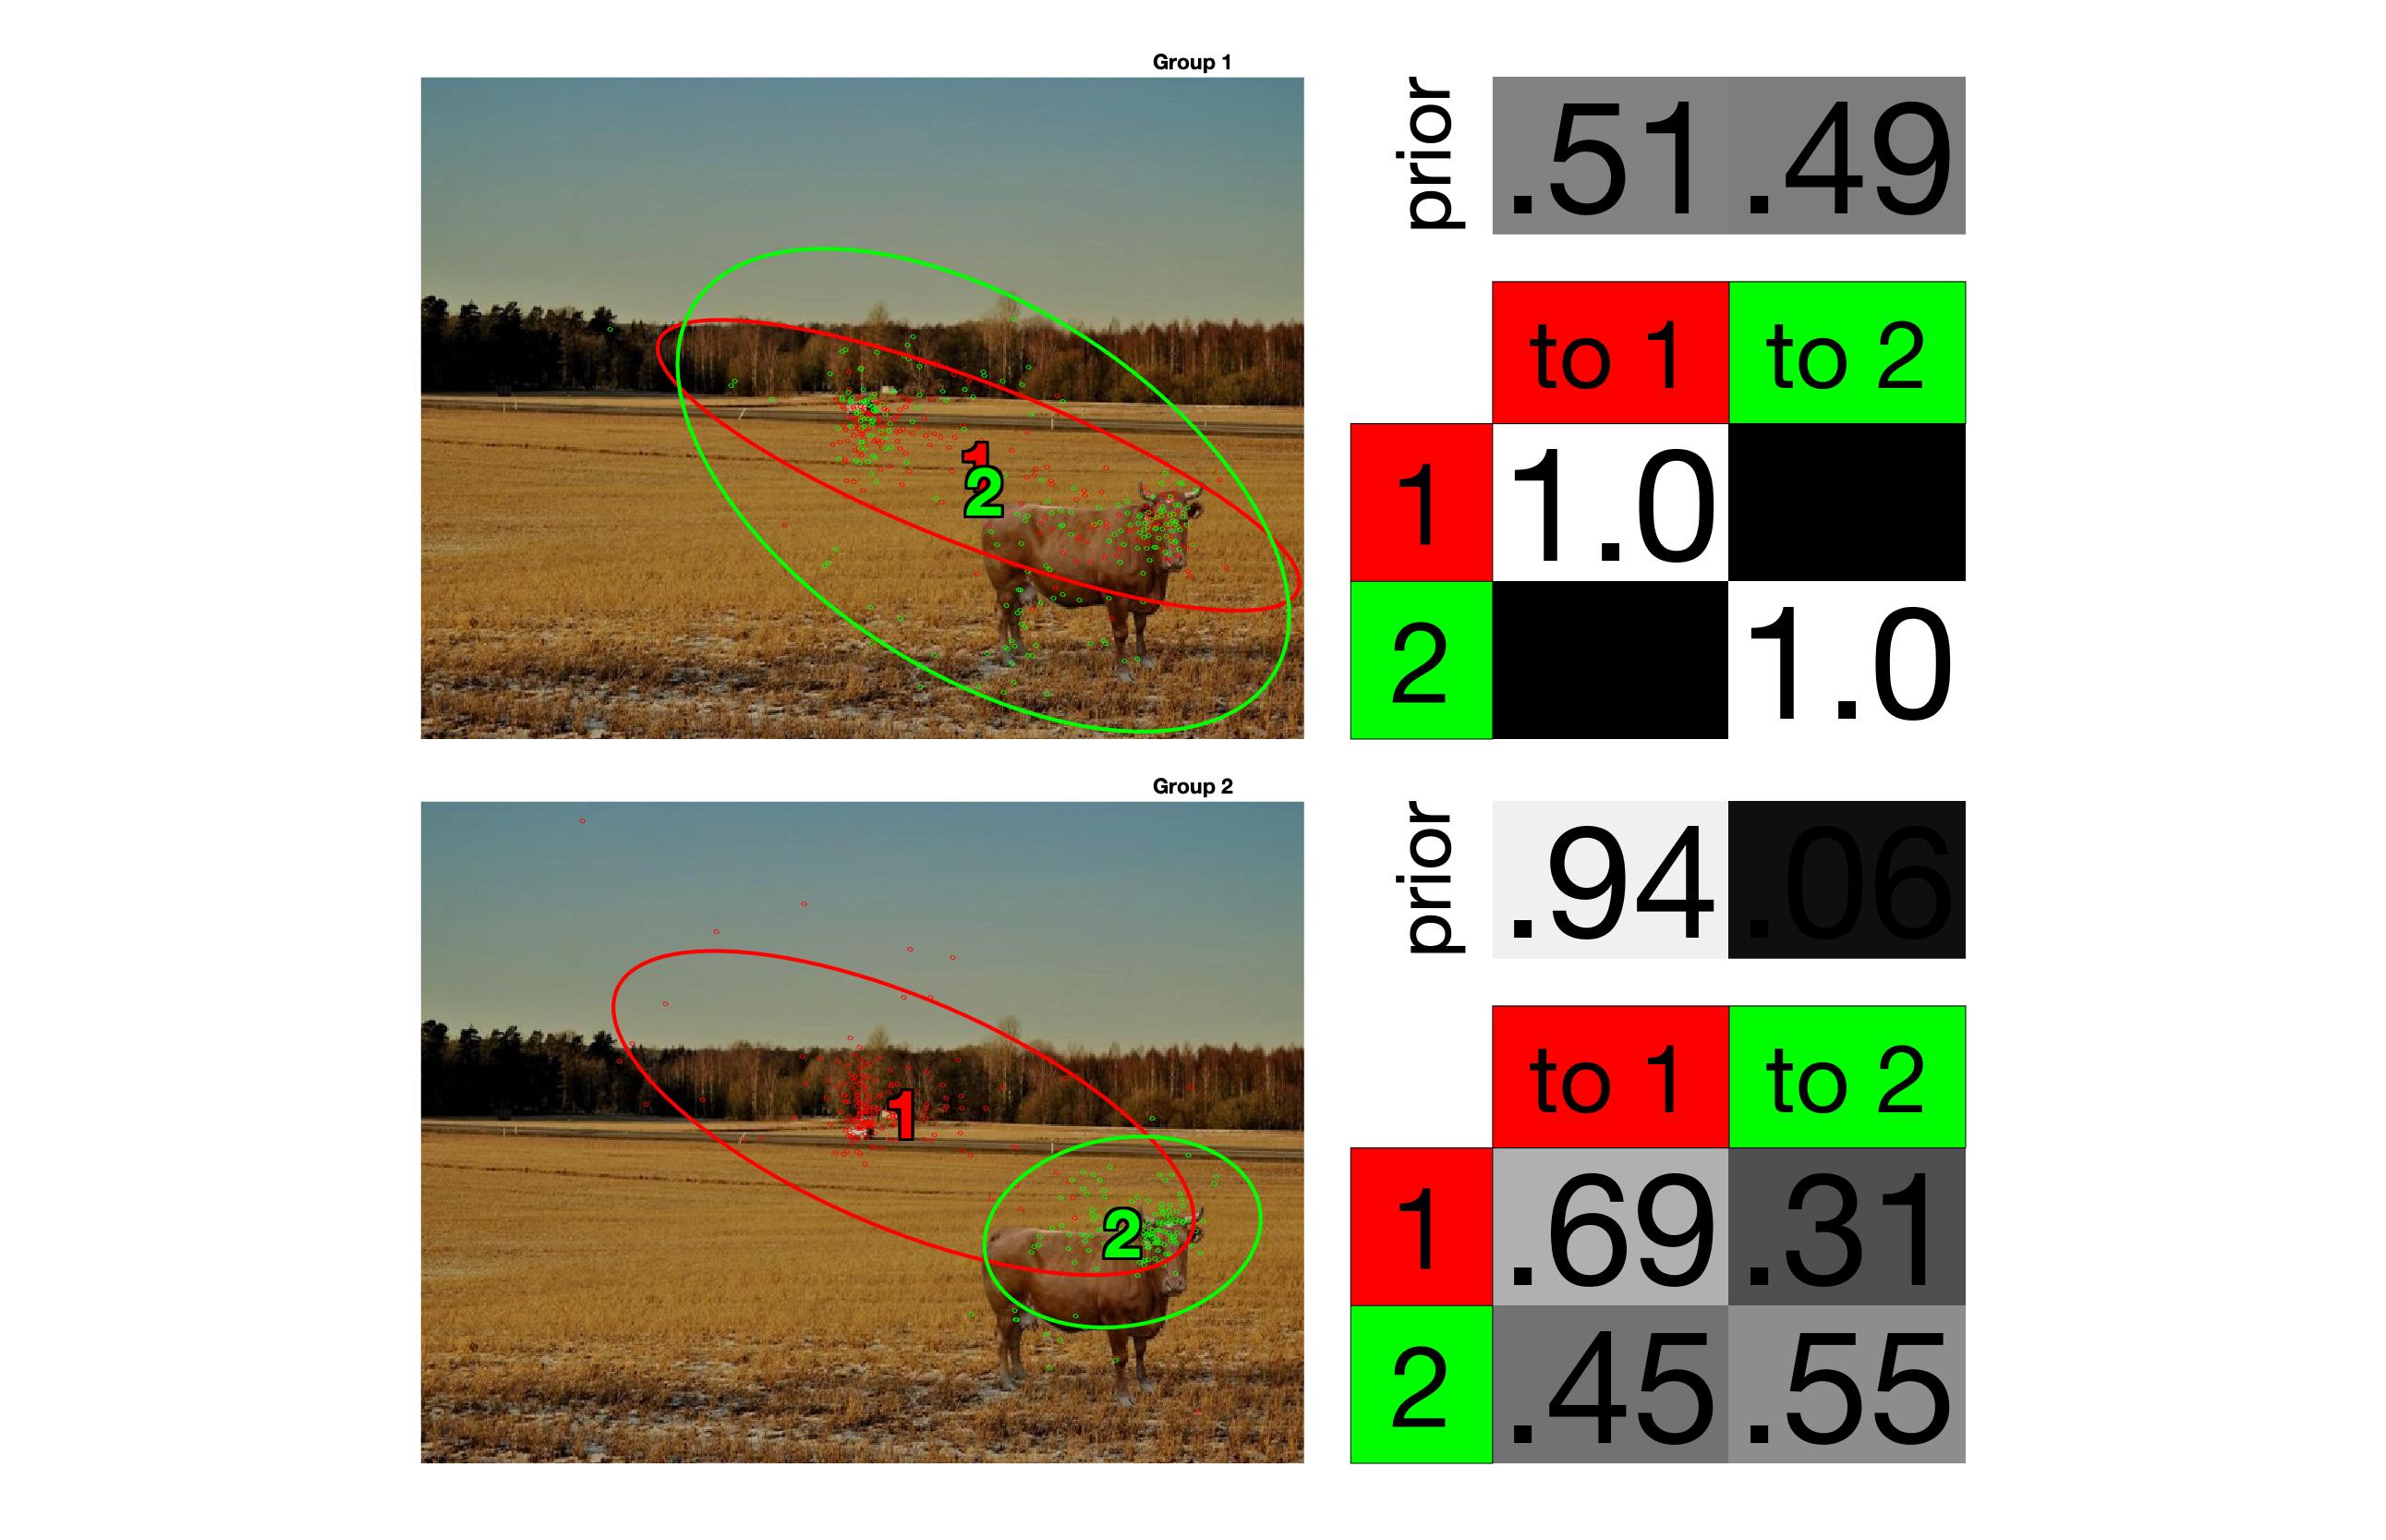 Group 1
1
2
prior
.51 .49
to 1 to 2
1 1.0
2 1.0
Group 2
1
2
prior
.94 .06
to 1 to 2
1 .69 .31
2 .45 .55